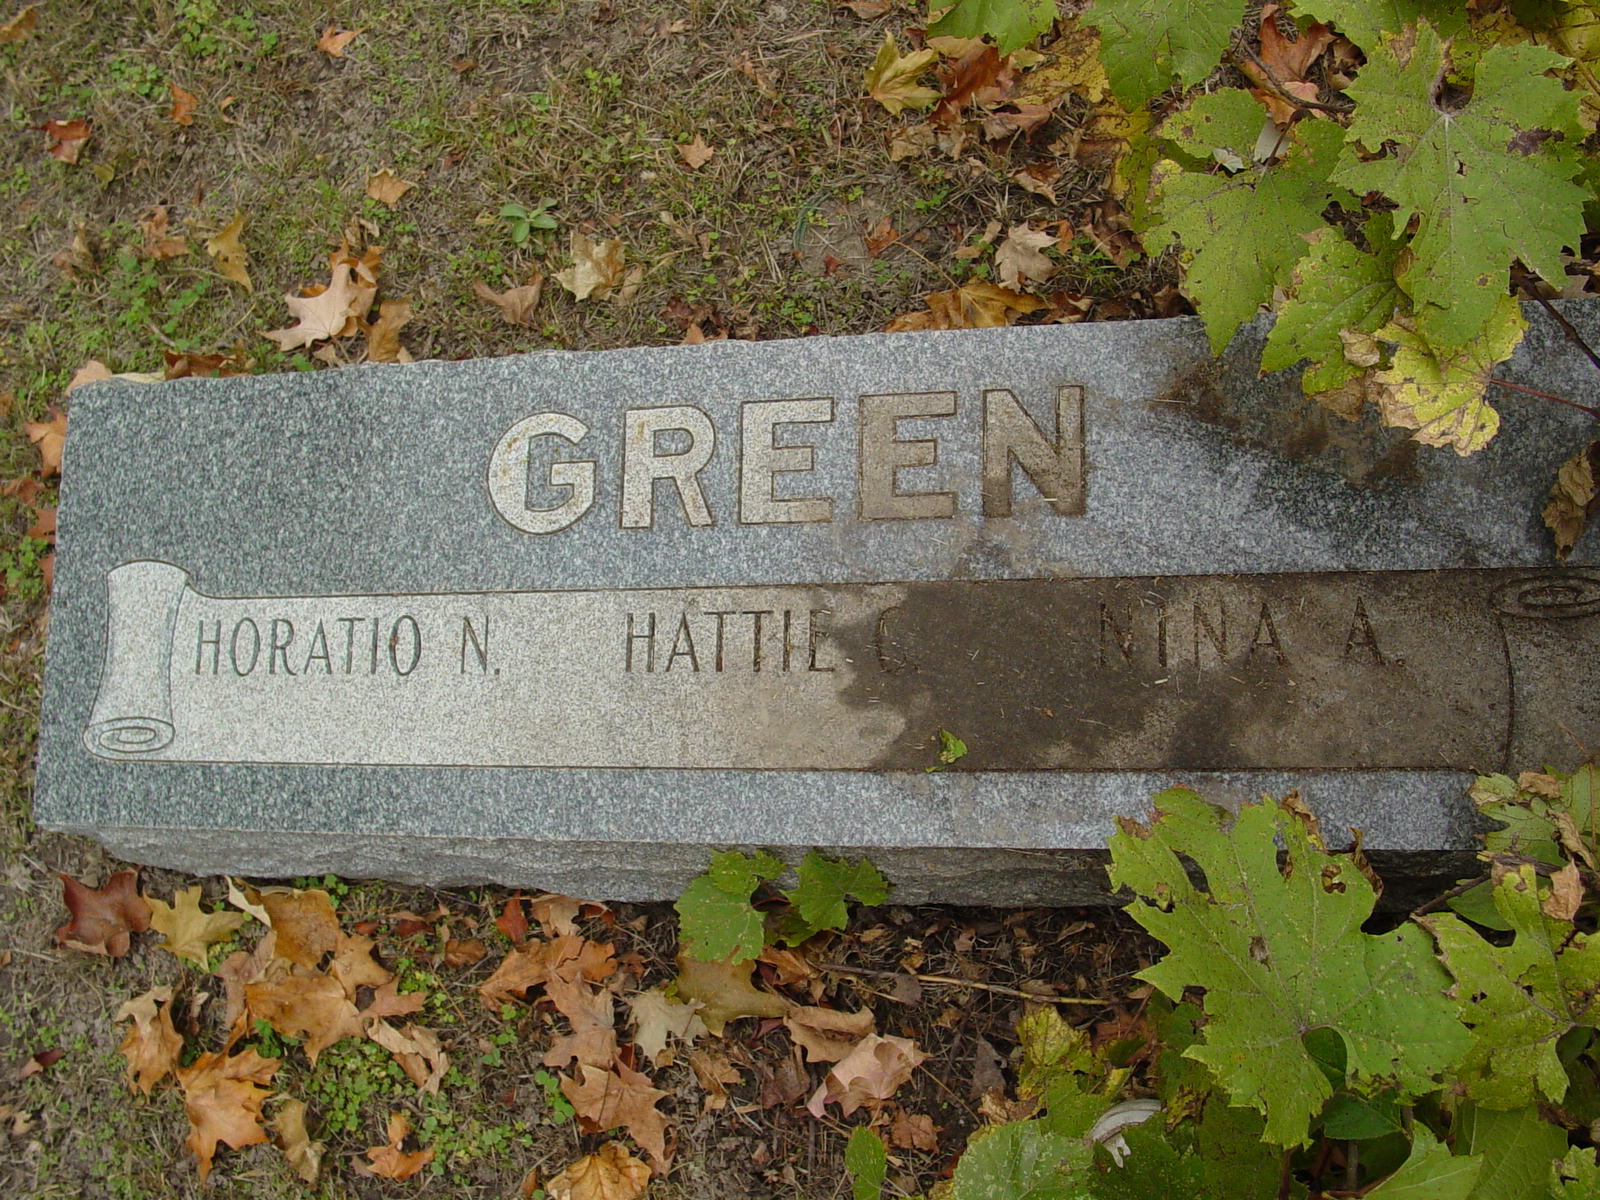 GREEN
HORATIO N. HATTIE C. NINA A.